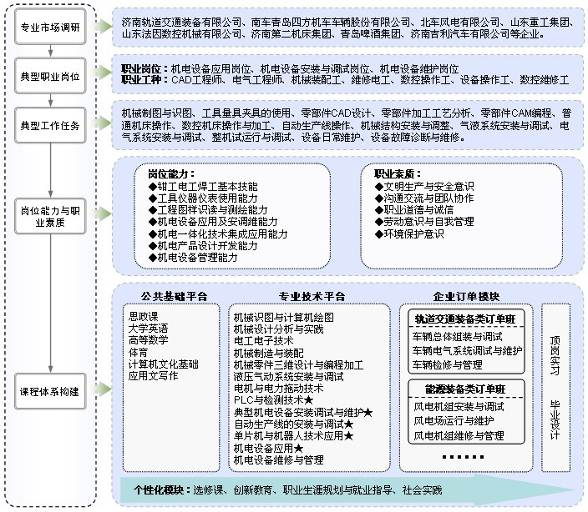 专业市场调研
济南轨道交通装备有限公司、南车青岛四方机车车辆股份有限公司、北车风电有限公司、山东重工集团、
山东法因数控机械有限公司、济南第二机床集团、青岛啤酒集团、济南吉利汽车有限公司等企业。
典型职业岗位
职业岗位：机电设备应用岗位、机电设备安装与调试岗位、机电设备维护岗位
职业工种：CAD工程师、电气工程师、机械装配工、维修电工、数控操作工、设备操作工、数控维修工
典型工作任务
机械制图与识图、工具量具夹具的使用、零部件CAD设计、零部件加工工艺分析、零部件CAM编程、普
通机床操作、数控机床操作与加工、自动生产线操作、机械结构安装与调整、气液系统安装与调试、电
气系统安装与调试、整机试运行与调试、设备日常维护、设备故障诊断与维修。
岗位能力与职
业素质
岗位能力：
◆钳工电工焊工基本技能
◆工具仪器仪表使用能力
◆工程图样识读与测绘能力
◆机电设备应用及安调维能力
◆机电一体化技术集成应用能力
◆机电产品设计开发能力
◆机电设备管理能力
职业素质：
◆文明生产与安全意识
◆沟通交流与团队协作
◆职业道德与诚信
◆劳动意识与自我管理
◆环境保护意识
课程体系构建
公共基础平台
思政课
大学英语
高等数学
体育
计算机文化基础
应用文写作
专业技术平台
机械识图与计算机绘图
机械设计分析与实践
电工电子技术
机械制造与装配
机械零件三维设计与编程加工
液压气动系统安装与调试
电机与电力拖动技术
PLC与检测技术★
典型机电设备安装调试与维护★
自动生产线的安装与调试★
单片机与机器人技术应用★
机电设备应用★
机电设备维修与管理
企业订单模块
轨道交通装备类订单班
车辆总体组装与调试
车辆电气系统调试与维护
车辆检修与管理
能源装备类订单班
风电机组安装与调试
风电场运行与维护
风电机组维修与管理
••••••
顶岗实习
毕业设计
个性化模块：选修课、创新教育、职业生涯规划与就业指导、社会实践